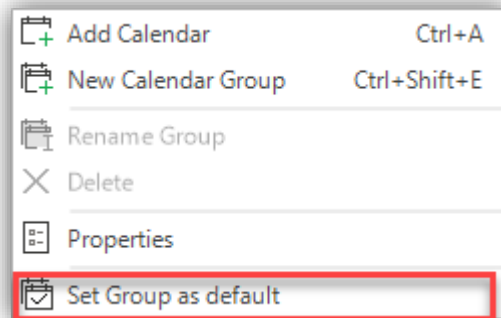 Add Calendar Ctrl+A
New Calendar Group Ctrl+Shift+E
Rename Group
Delete
Properties
Set Group as default